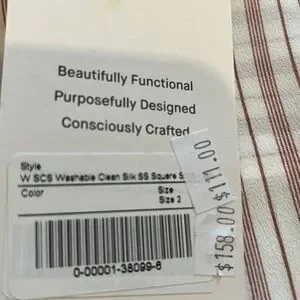 Beautifully Functional
Purposefully Designed
Consciously Crafted
Style
W SCS Washable Clean Silk SS Square S
Color Size
Size 2
0-00001-38099-6
$158.00 $111.00